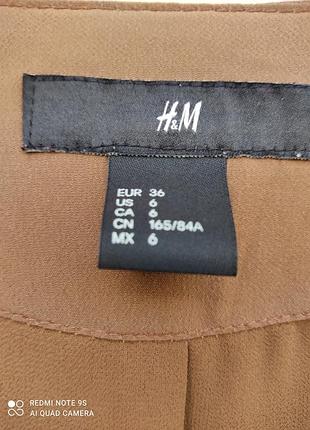 H&M
EUR 36
US 6
CA 6
CN 165/84A
MX 6
REDMI NOTE 9S
AI QUAD CAMERA